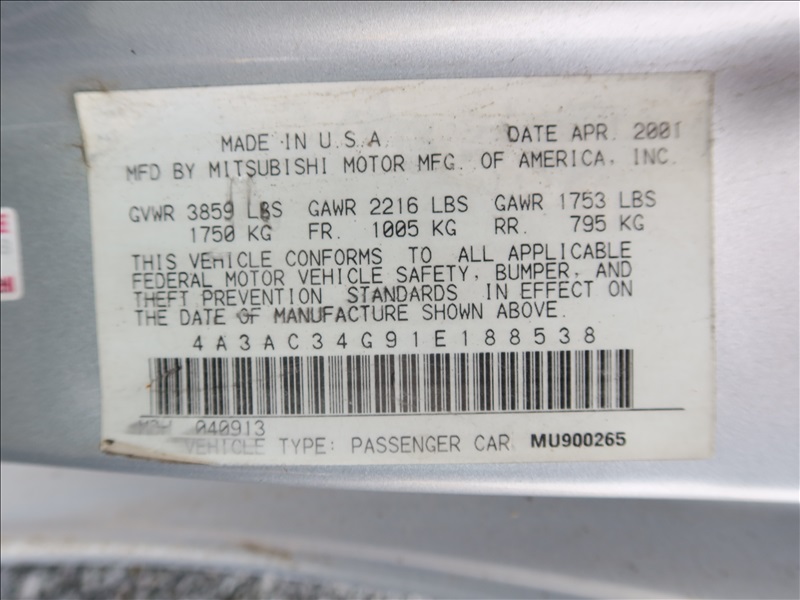 MADE IN U.S.A. DATE APR. 2001
MFD BY MITSUBISHI MOTOR MFG. OF AMERICA, INC.
GVWR 3859 LBS GAWR 2216 LBS GAWR 1753 LBS
1750 KG FR. 1005 KG RR. 795 KG
THIS VEHICLE CONFORMS TO ALL APPLICABLE
FEDERAL MOTOR VEHICLE SAFETY, BUMPER, AND
THEFT PREVENTION STANDARDS IN EFFECT ON
THE DATE OF MANUFACTURE SHOWN ABOVE.
4A3AC34G91E188538
040913
VEHICLE TYPE: PASSENGER CAR MU900265